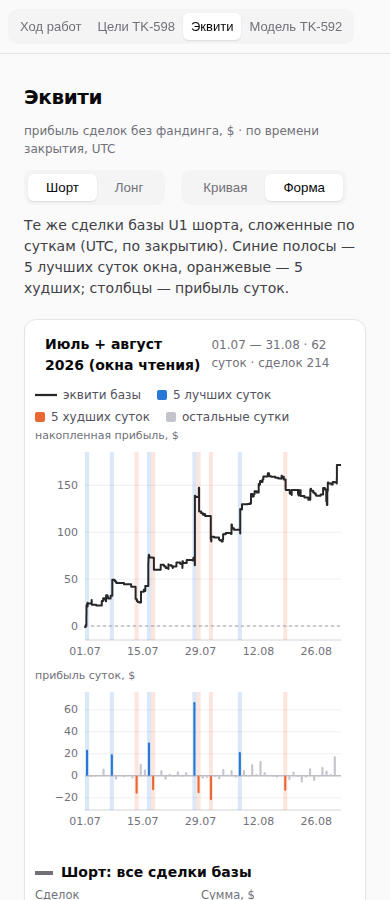 Ход работ Цели TK-598 Эквити Модель TK-592
Эквити
прибыль сделок без фандинга, $ · по времени
закрытия, UTC
Шорт Лонг Кривая Форма
Те же сделки базы U1 шорта, сложенные по
суткам (UTC, по закрытию). Синие полосы —
5 лучших суток окна, оранжевые — 5
худших; столбцы — прибыль суток.
Июль + август
2026 (окна чтения)
01.07 — 31.08 · 62
суток · сделок 214
эквити базы 5 лучших суток
5 худших суток остальные сутки
накопленная прибыль, $
150
100
50
0
01.07 15.07 29.07 12.08 26.08
прибыль суток, $
60
40
20
0
−20
01.07 15.07 29.07 12.08 26.08
Шорт: все сделки базы
Сделок Сумма, $